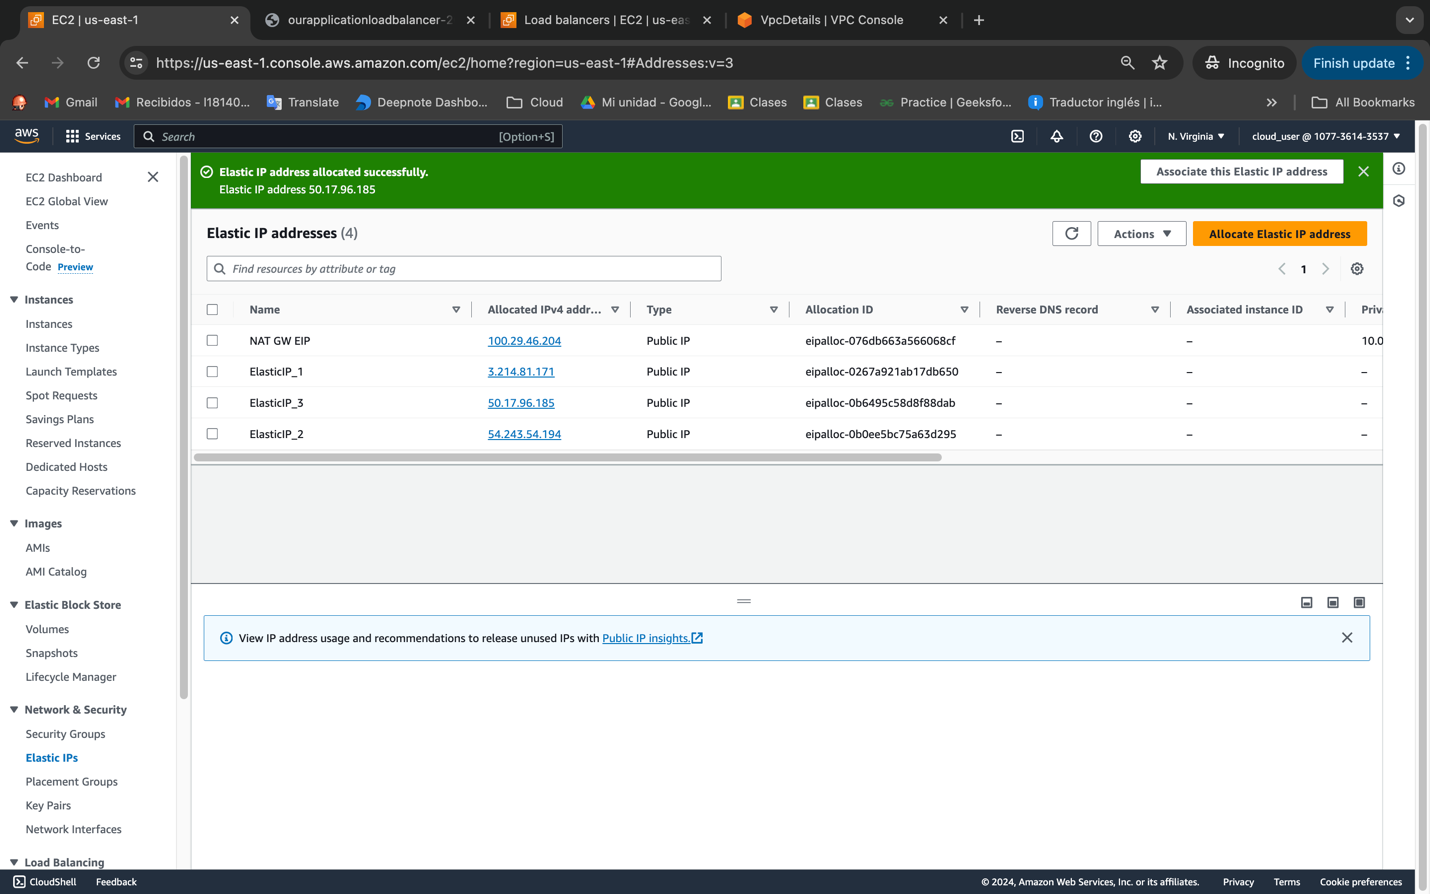 EC2 | us-east-1
ourapplicationloadbalancer-2
Load balancers | EC2 | us-eas
VpcDetails | VPC Console
https://us-east-1.console.aws.amazon.com/ec2/home?region=us-east-1#Addresses:v=3
Incognito
Finish update
Gmail
Recibidos - l18140...
Translate
Deepnote Dashbo...
Cloud
Mi unidad - Googl...
Clases
Clases
Practice | Geeksfo...
Traductor inglés | i...
All Bookmarks
aws
Services
Search
[Option+S]
N. Virginia
cloud_user @ 1077-3614-3537
EC2 Dashboard
EC2 Global View
Events
Console-to-
Code Preview
Instances
Instances
Instance Types
Launch Templates
Spot Requests
Savings Plans
Reserved Instances
Dedicated Hosts
Capacity Reservations
Images
AMIs
AMI Catalog
Elastic Block Store
Volumes
Snapshots
Lifecycle Manager
Network & Security
Security Groups
Elastic IPs
Placement Groups
Key Pairs
Network Interfaces
Load Balancing
Elastic IP address allocated successfully.
Elastic IP address 50.17.96.185
Associate this Elastic IP address
Elastic IP addresses (4)
Actions
Allocate Elastic IP address
Find resources by attribute or tag
1
Name Allocated IPv4 addr... Type Allocation ID Reverse DNS record Associated instance ID Priva
NAT GW EIP 100.29.46.204 Public IP eipalloc-076db663a566068cf – – 10.0
ElasticIP_1 3.214.81.171 Public IP eipalloc-0267a921ab17db650 – – –
ElasticIP_3 50.17.96.185 Public IP eipalloc-0b6495c58d8f88dab – – –
ElasticIP_2 54.243.54.194 Public IP eipalloc-0b0ee5bc75a63d295 – – –
View IP address usage and recommendations to release unused IPs with Public IP insights.
CloudShell
Feedback
© 2024, Amazon Web Services, Inc. or its affiliates.
Privacy
Terms
Cookie preferences